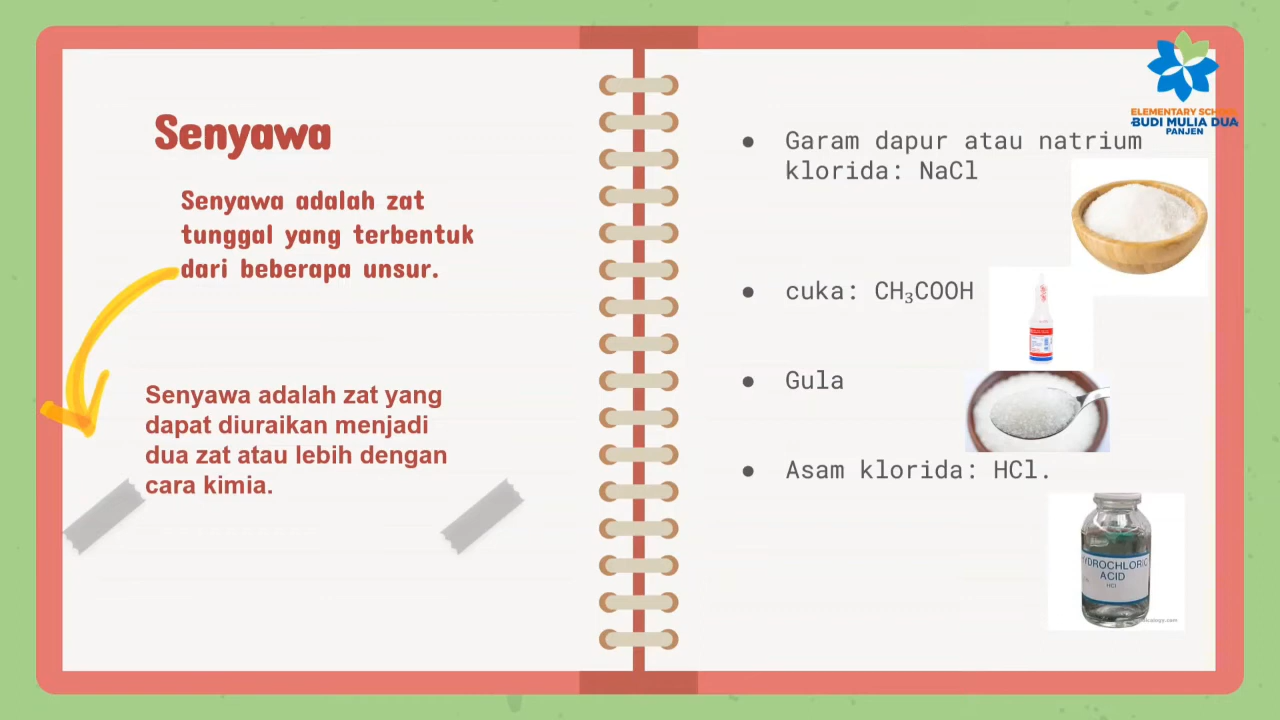 Senyawa
Senyawa adalah zat
tunggal yang terbentuk
dari beberapa unsur.
Senyawa adalah zat yang
dapat diuraikan menjadi
dua zat atau lebih dengan
cara kimia.
ELEMENTARY SCHOOL
BUDI MULIA DUA
PANJEN
• Garam dapur atau natrium
klorida: NaCl
• cuka: CH₃COOH
• Gula
• Asam klorida: HCl.
HYDROCHLORIC
ACID
HCl